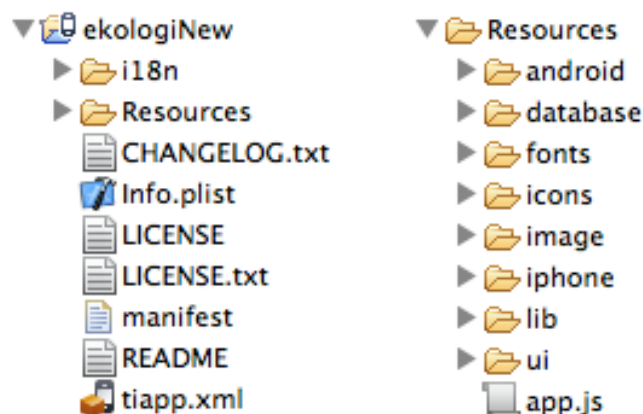 ekologiNew
i18n
Resources
CHANGELOG.txt
Info.plist
LICENSE
LICENSE.txt
manifest
README
tiapp.xml
Resources
android
database
fonts
icons
image
iphone
lib
ui
app.js